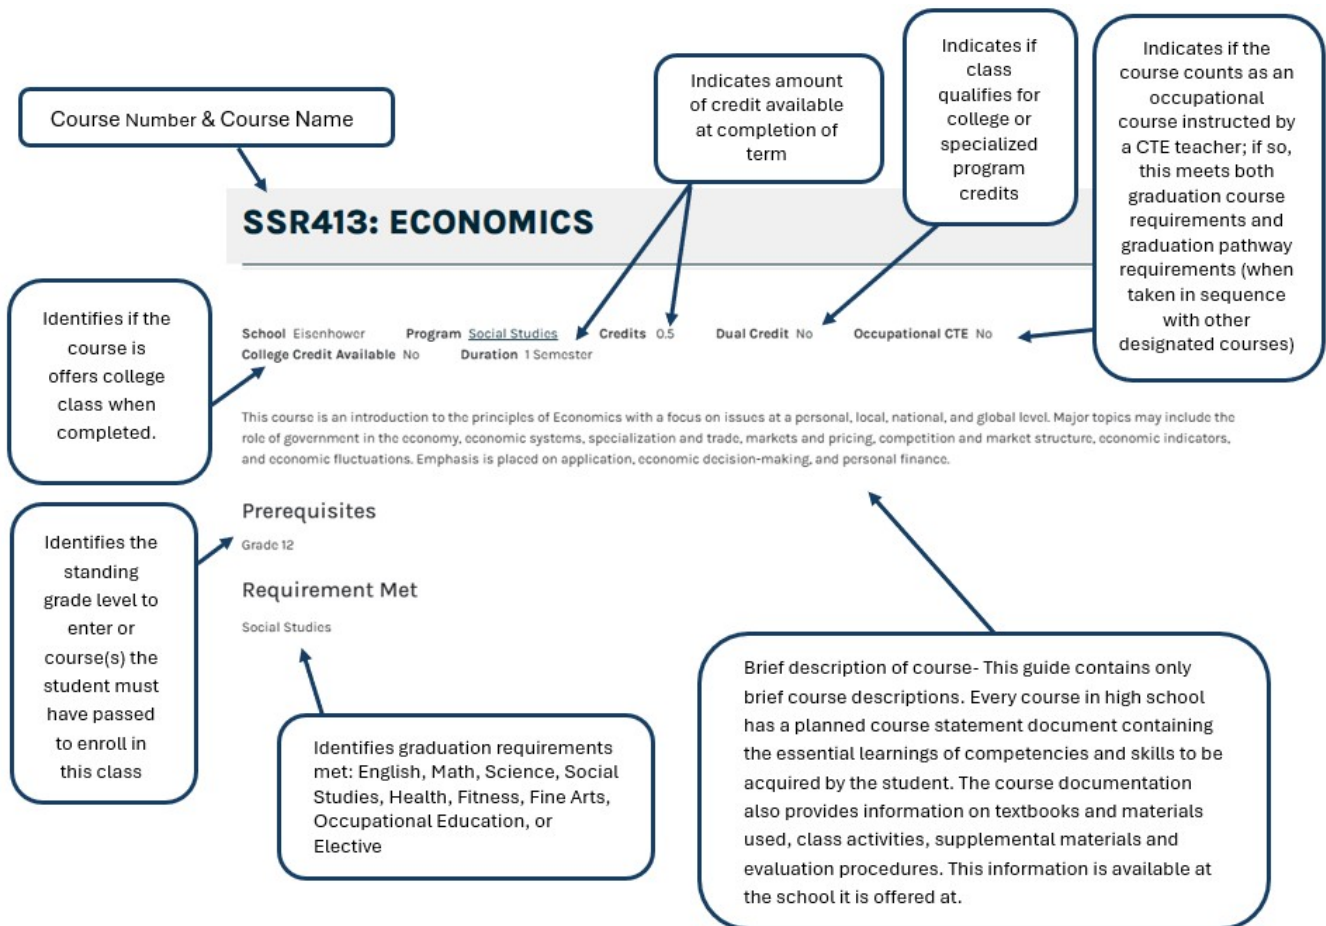 Course Number & Course Name
Indicates amount
of credit available
at completion of
term
Indicates if
class
qualifies for
college or
specialized
program
credits
Indicates if the
course counts as an
occupational
course instructed by
a CTE teacher; if so,
this meets both
graduation course
requirements and
graduation pathway
requirements (when
taken in sequence
with other
designated courses)
SSR413: ECONOMICS
Identifies if the
course is
offers college
class when
completed.
School Eisenhower Program Social Studies Credits 0.5 Dual Credit No Occupational CTE No
College Credit Available No Duration 1 Semester
This course is an introduction to the principles of Economics with a focus on issues at a personal, local, national, and global level. Major topics may include the
role of government in the economy, economic systems, specialization and trade, markets and pricing, competition and market structure, economic indicators,
and economic fluctuations. Emphasis is placed on application, economic decision-making, and personal finance.
Identifies the
standing
grade level to
enter or
course(s) the
student must
have passed
to enroll in
this class
Prerequisites
Grade 12
Requirement Met
Social Studies
Identifies graduation requirements
met: English, Math, Science, Social
Studies, Health, Fitness, Fine Arts,
Occupational Education, or
Elective
Brief description of course- This guide contains only
brief course descriptions. Every course in high school
has a planned course statement document containing
the essential learnings of competencies and skills to be
acquired by the student. The course documentation
also provides information on textbooks and materials
used, class activities, supplemental materials and
evaluation procedures. This information is available at
the school it is offered at.